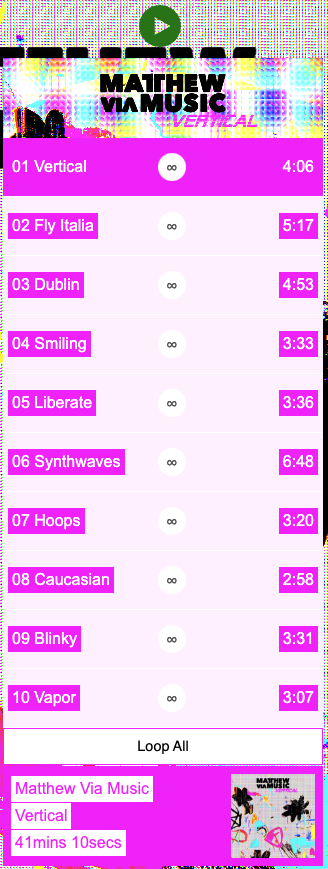 MATTHEW
VIA MUSIC
VERTICAL
01 Vertical ∞ 4:06
02 Fly Italia ∞ 5:17
03 Dublin ∞ 4:53
04 Smiling ∞ 3:33
05 Liberate ∞ 3:36
06 Synthwaves ∞ 6:48
07 Hoops ∞ 3:20
08 Caucasian ∞ 2:58
09 Blinky ∞ 3:31
10 Vapor ∞ 3:07
Loop All
Matthew Via Music
Vertical
41mins 10secs
MATTHEW
VIA MUSIC
VERTICAL